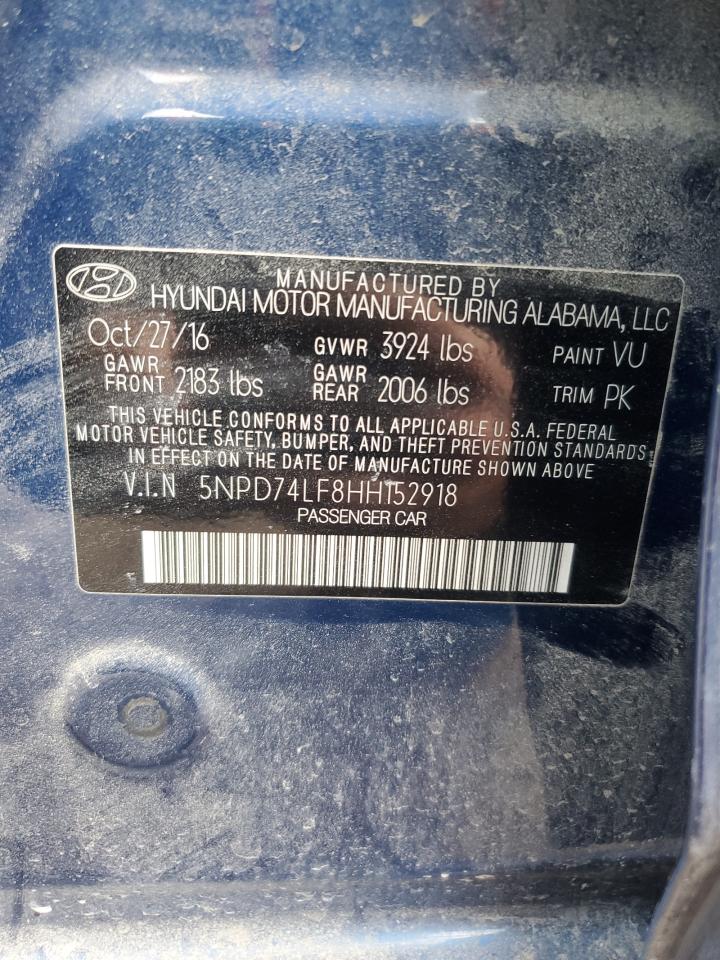 MANUFACTURED BY
HYUNDAI MOTOR MANUFACTURING ALABAMA, LLC
Oct/27/16 GVWR 3924 lbs PAINT VU
GAWR FRONT 2183 lbs GAWR REAR 2006 lbs TRIM PK
THIS VEHICLE CONFORMS TO ALL APPLICABLE U.S.A. FEDERAL
MOTOR VEHICLE SAFETY, BUMPER, AND THEFT PREVENTION STANDARDS
IN EFFECT ON THE DATE OF MANUFACTURE SHOWN ABOVE
V.I.N 5NPD74LF8HH152918
PASSENGER CAR